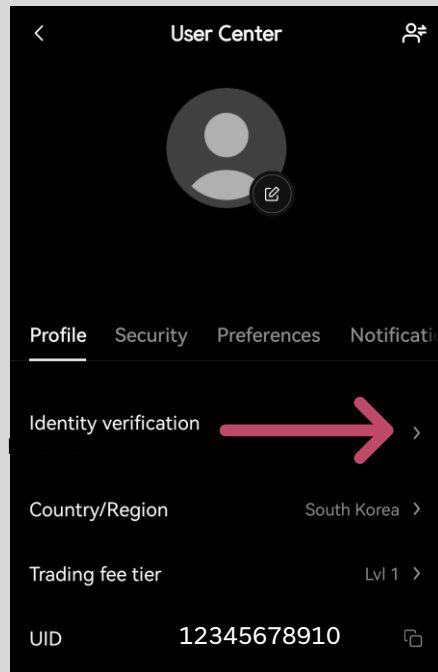 User Center
Profile Security Preferences Notificati
Identity verification
Country/Region South Korea
Trading fee tier Lvl 1
UID 12345678910